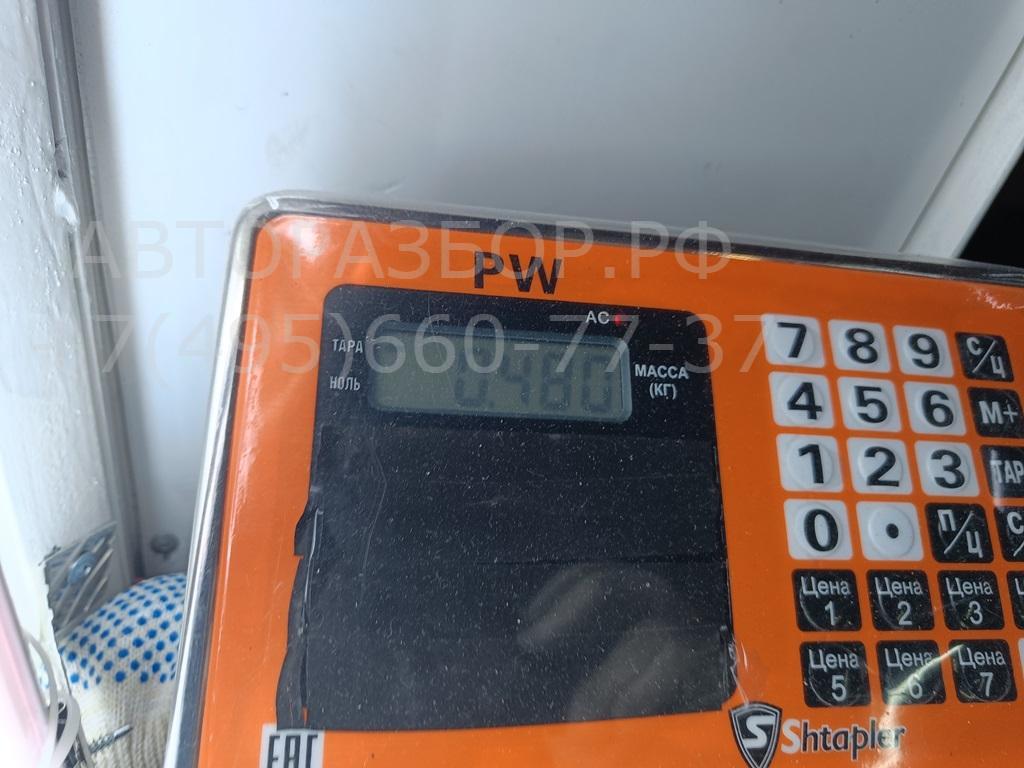 АВТОРАЗБОР.РФ
+7(495)660-77-37
PW
AC
ТАРА
НОЛЬ
0.480
МАССА
(КГ)
7 8 9 С/Ц
4 5 6 М+
1 2 3 ТАР
0 . П/Ц С/
Цена 1 Цена 2 Цена 3
Цена 5 Цена 6 Цена 7
S Shtapler
EAC